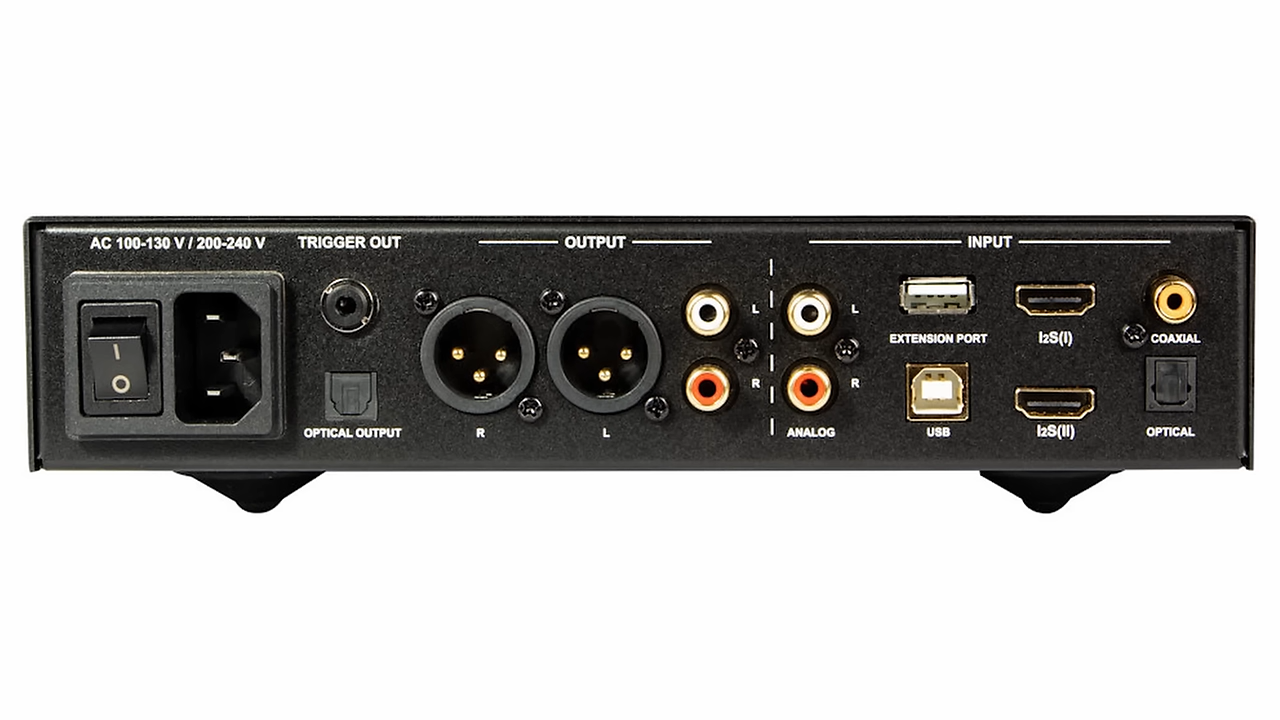 AC 100-130 V / 200-240 V
TRIGGER OUT
OUTPUT
INPUT
L
L
EXTENSION PORT
I2S(I)
COAXIAL
R
R
I
O
OPTICAL OUTPUT
R
L
ANALOG
USB
I2S(II)
OPTICAL